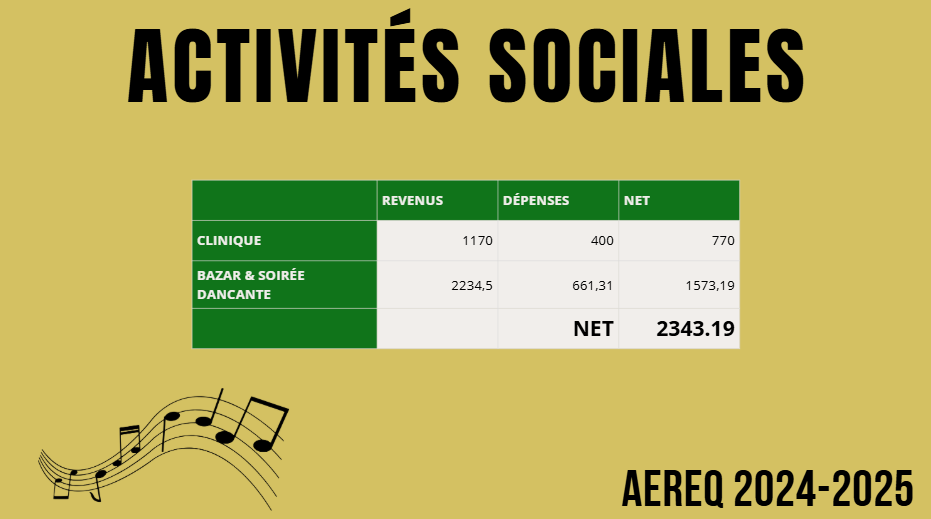 ACTIVITÉS SOCIALES
REVENUS DÉPENSES NET
CLINIQUE 1170 400 770
BAZAR & SOIRÉE
DANCANTE 2234,5 661,31 1573,19
NET 2343.19
AEREQ 2024-2025